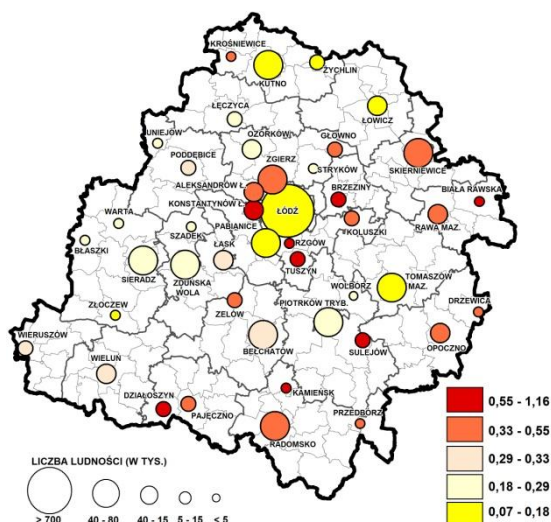 KROŚNIEWICE
KUTNO
ŻYCHLIN
ŁĘCZYCA
ŁOWICZ
UNIEJÓW
OZORKÓW
GŁOWNO
PODDĘBICE
ZGIERZ
STRYKÓW
SKIERNIEWICE
ALEKSANDRÓW Ł.
BRZEZINY
BIAŁA RAWSKA
KONSTANTYNÓW Ł.
ŁÓDŹ
WARTA
SZADEK
PABIANICE
KOLUSZKI
RAWA MAZ.
BŁASZKI
ŁASK
RZGÓW
TUSZYN
SIERADZ
ZDUŃSKA
WOLA
WOLBÓRZ
TOMASZÓW
MAZ.
ZŁOCZEW
ZELÓW
PIOTRKÓW TRYB.
DRZEWICA
WIERUSZÓW
BEŁCHATÓW
SULEJÓW
OPOCZNO
WIELUŃ
DZIAŁOSZYN
PAJĘCZNO
KAMIEŃSK
PRZEDBÓRZ
RADOMSKO
LICZBA LUDNOŚCI (W TYS.)
> 700 40 - 80 40 - 15 5 - 15 < 5
0,55 - 1,16
0,33 - 0,55
0,29 - 0,33
0,18 - 0,29
0,07 - 0,18